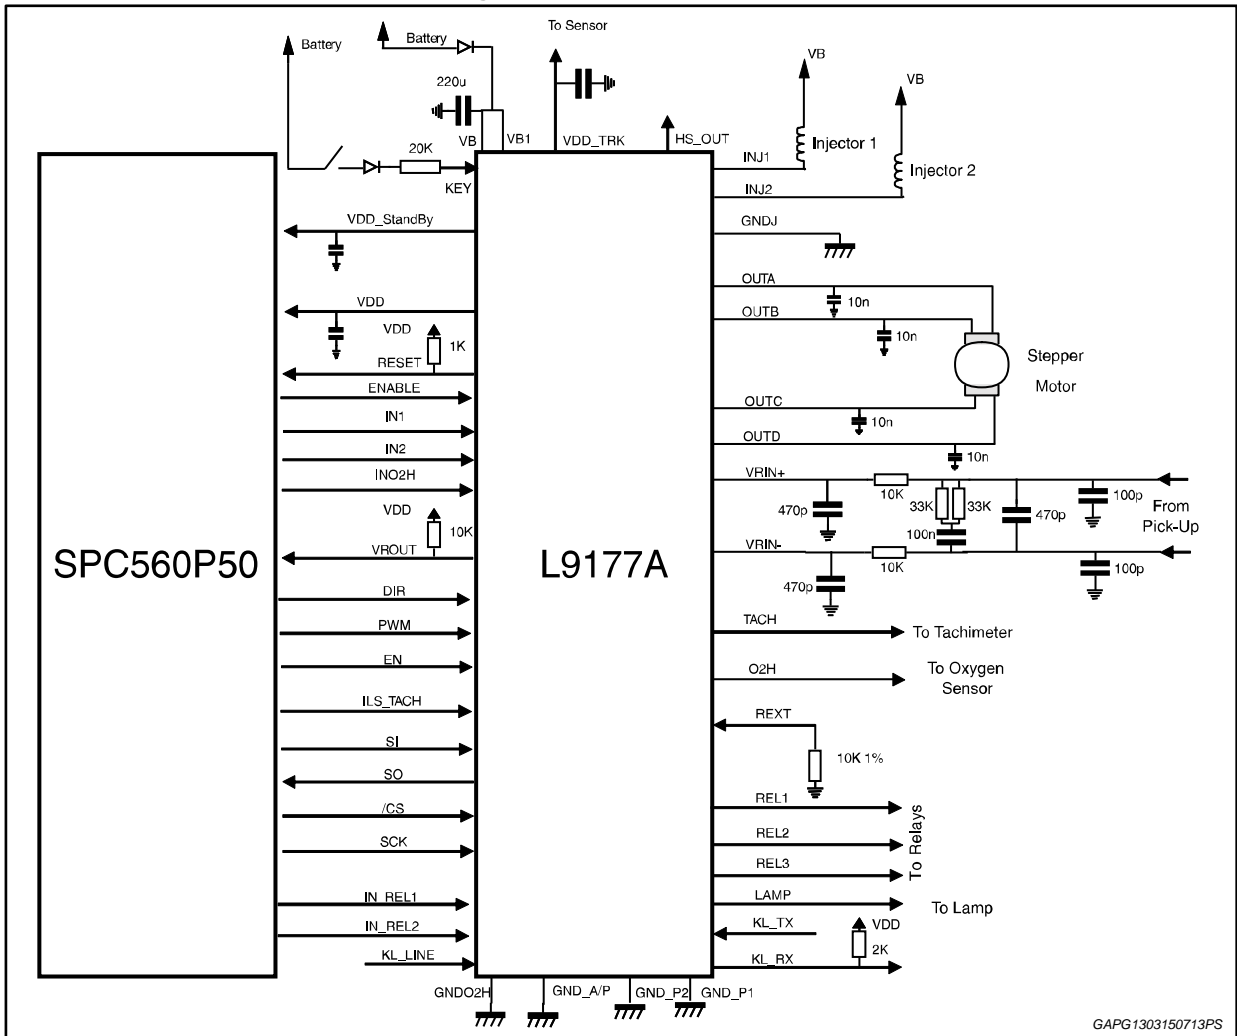 To Sensor
Battery
Battery
VB
220u
VB
VB
VB1
VDD_TRK
HS_OUT
Injector 1
20K
INJ1
KEY
Injector 2
INJ2
VDD_StandBy
GNDJ
OUTA
VDD
10n
VDD
OUTB
1K
10n
Stepper
Motor
RESET
ENABLE
OUTC
IN1
10n
OUTD
IN2
10n
INO2H
VRIN+
10K
VDD
33K
33K
100p
470p
470p
From
Pick-Up
10K
100n
VROUT
VRIN-
SPC560P50
L9177A
10K
100p
470p
DIR
TACH
PWM
To Tachimeter
EN
O2H
To Oxygen
Sensor
ILS_TACH
REXT
SI
10K 1%
SO
REL1
/CS
REL2
SCK
REL3
To Relays
IN_REL1
LAMP
To Lamp
IN_REL2
KL_TX
VDD
2K
KL_LINE
KL_RX
GNDO2H
GND_A/P
GND_P2
GND_P1
GAPG1303150713PS